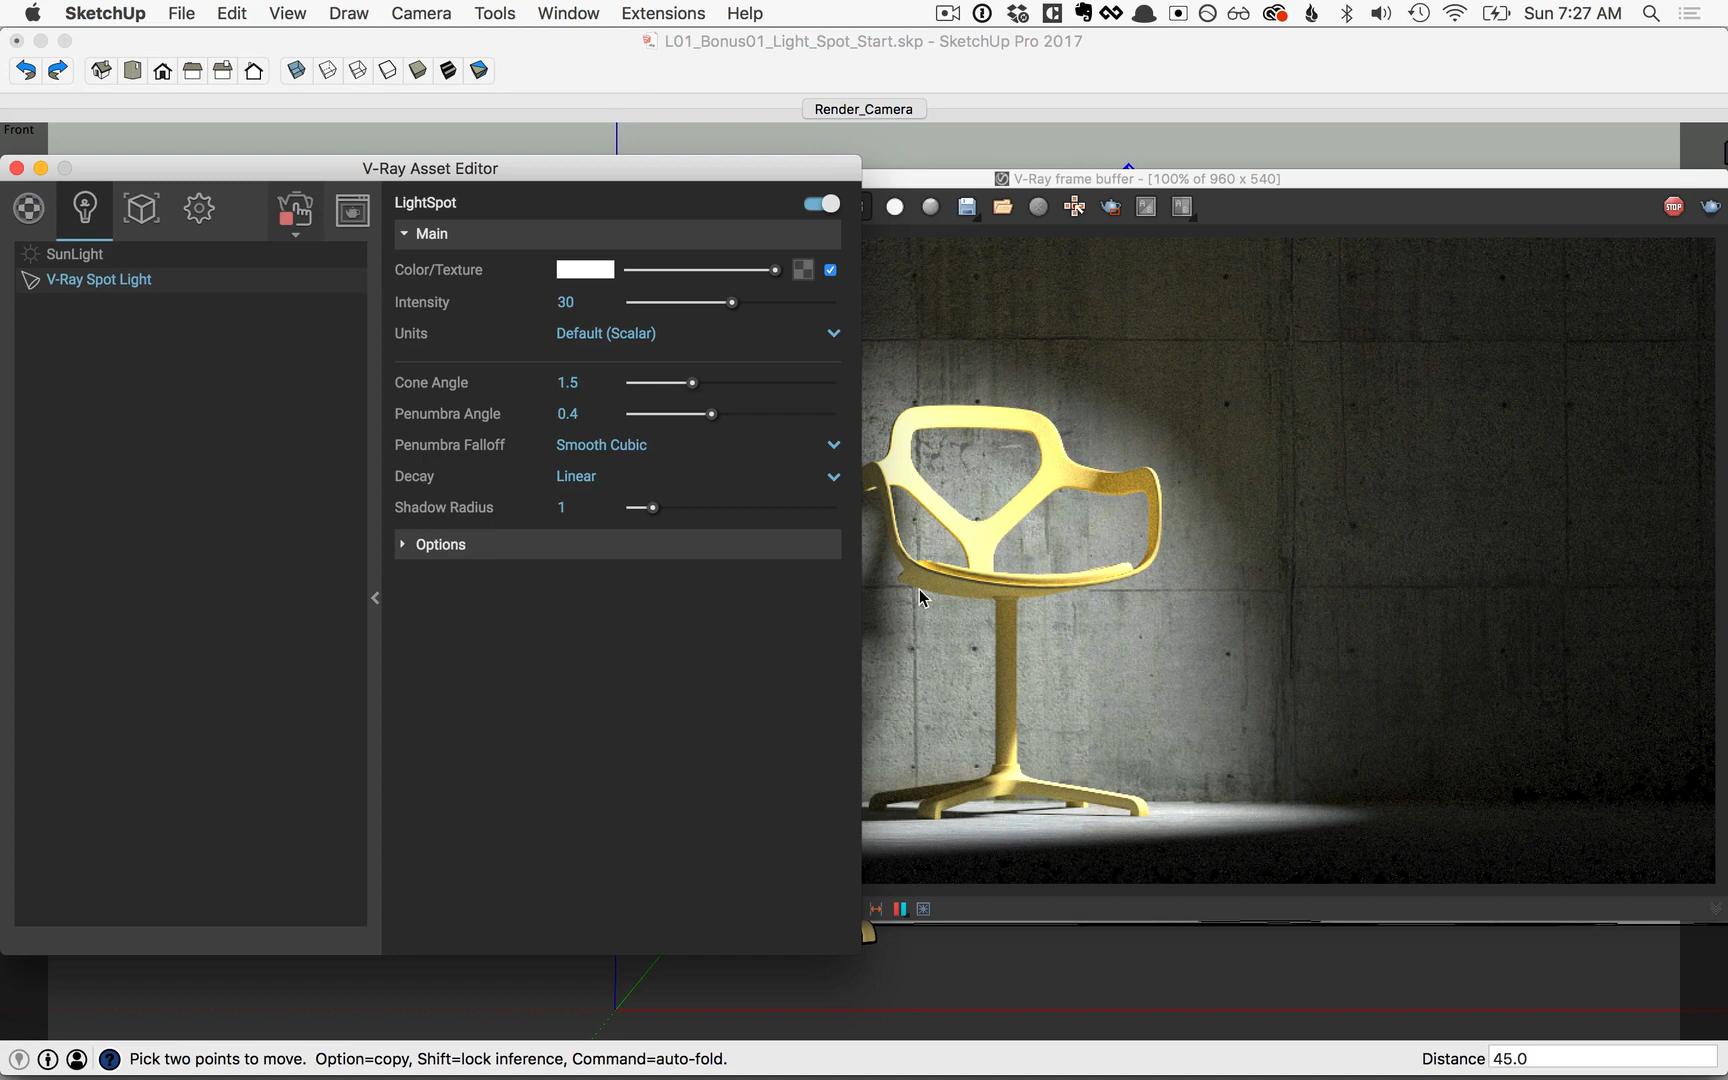 SketchUp File Edit View Draw Camera Tools Window Extensions Help Sun 7:27 AM
L01_Bonus01_Light_Spot_Start.skp - SketchUp Pro 2017
Render_Camera
Front
V-Ray Asset Editor
V-Ray frame buffer - [100% of 960 x 540]
STOP
SunLight
V-Ray Spot Light
LightSpot
Main
Color/Texture
Intensity 30
Units Default (Scalar)
Cone Angle 1.5
Penumbra Angle 0.4
Penumbra Falloff Smooth Cubic
Decay Linear
Shadow Radius 1
Options
Pick two points to move. Option=copy, Shift=lock inference, Command=auto-fold.
Distance 45.0